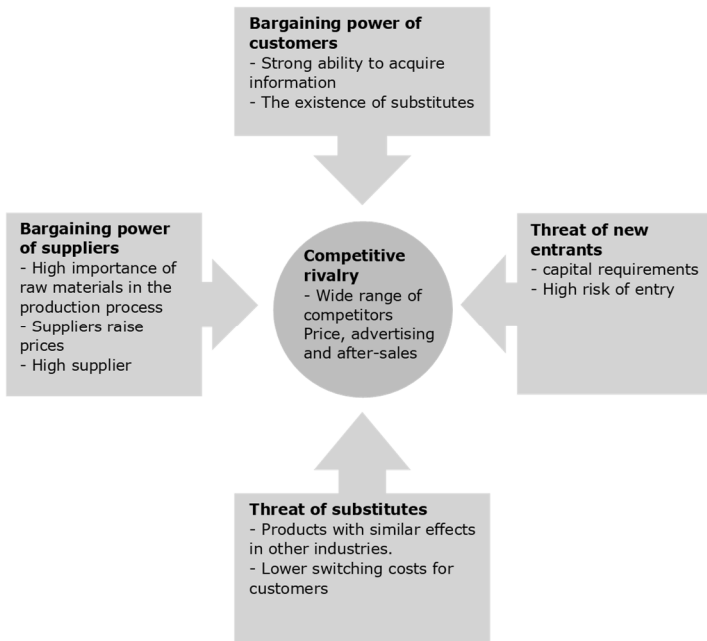 Bargaining power of
customers
- Strong ability to acquire
information
- The existence of substitutes
Bargaining power
of suppliers
- High importance of
raw materials in the
production process
- Suppliers raise
prices
- High supplier
Competitive
rivalry
- Wide range of
competitors
Price, advertising
and after-sales
Threat of new
entrants
- capital requirements
- High risk of entry
Threat of substitutes
- Products with similar effects
in other industries.
- Lower switching costs for
customers